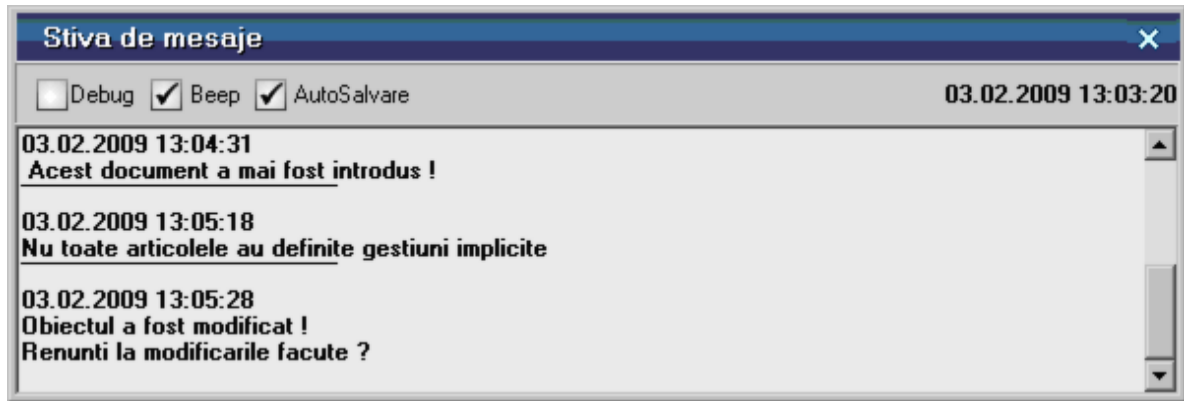 Stiva de mesaje
Debug Beep AutoSalvare 03.02.2009 13:03:20
03.02.2009 13:04:31
Acest document a mai fost introdus !
03.02.2009 13:05:18
Nu toate articolele au definite gestiuni implicite
03.02.2009 13:05:28
Obiectul a fost modificat !
Renunti la modificarile facute ?